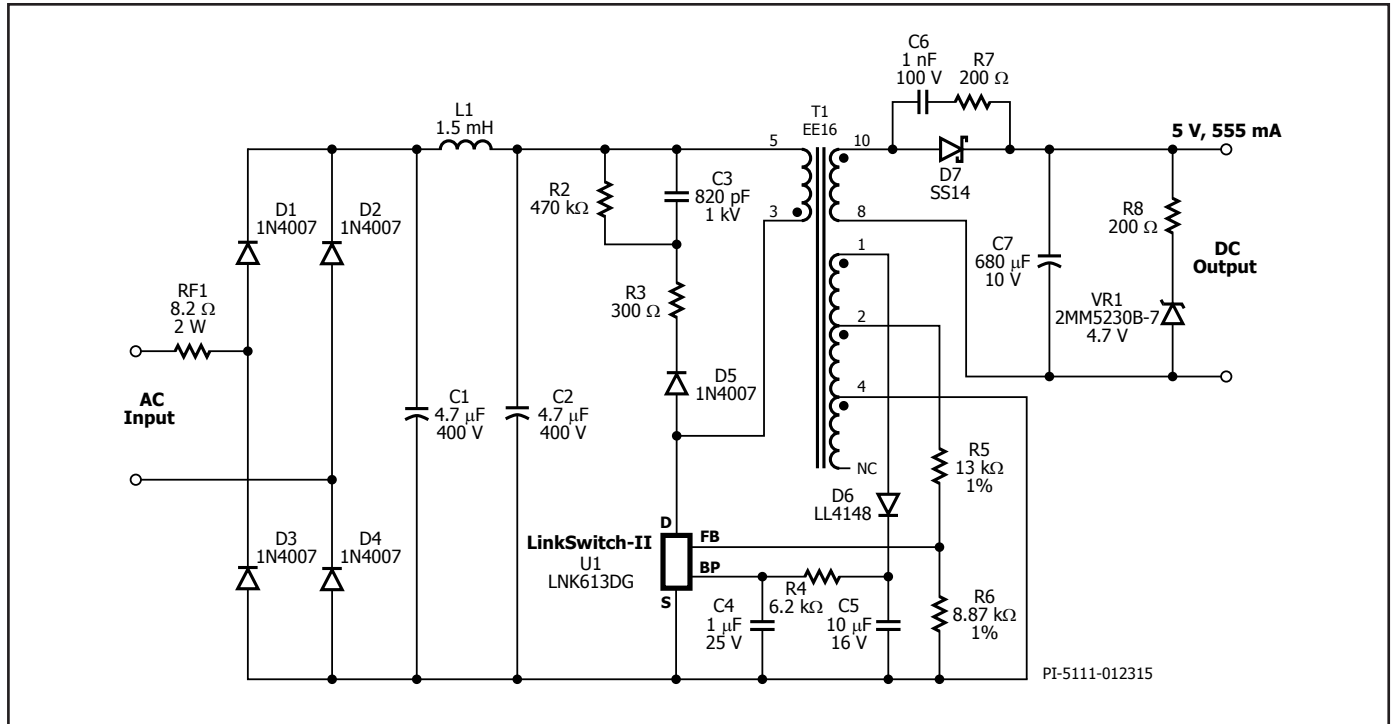 C6
1 nF
100 V
R7
200 Ω
L1
1.5 mH
T1
EE16
5
10
5 V, 555 mA
D7
SS14
R2
470 kΩ
C3
820 pF
1 kV
3
8
D1
1N4007
D2
1N4007
R8
200 Ω
1
C7
680 μF
10 V
DC
Output
RF1
8.2 Ω
2 W
R3
300 Ω
2
VR1
2MM5230B-7
4.7 V
D5
1N4007
4
AC
Input
C1
4.7 μF
400 V
C2
4.7 μF
400 V
NC
R5
13 kΩ
1%
D6
LL4148
D
D3
1N4007
D4
1N4007
LinkSwitch-II
U1
LNK613DG
FB
BP
S
R4
6.2 kΩ
C4
1 μF
25 V
C5
10 μF
16 V
R6
8.87 kΩ
1%
PI-5111-012315